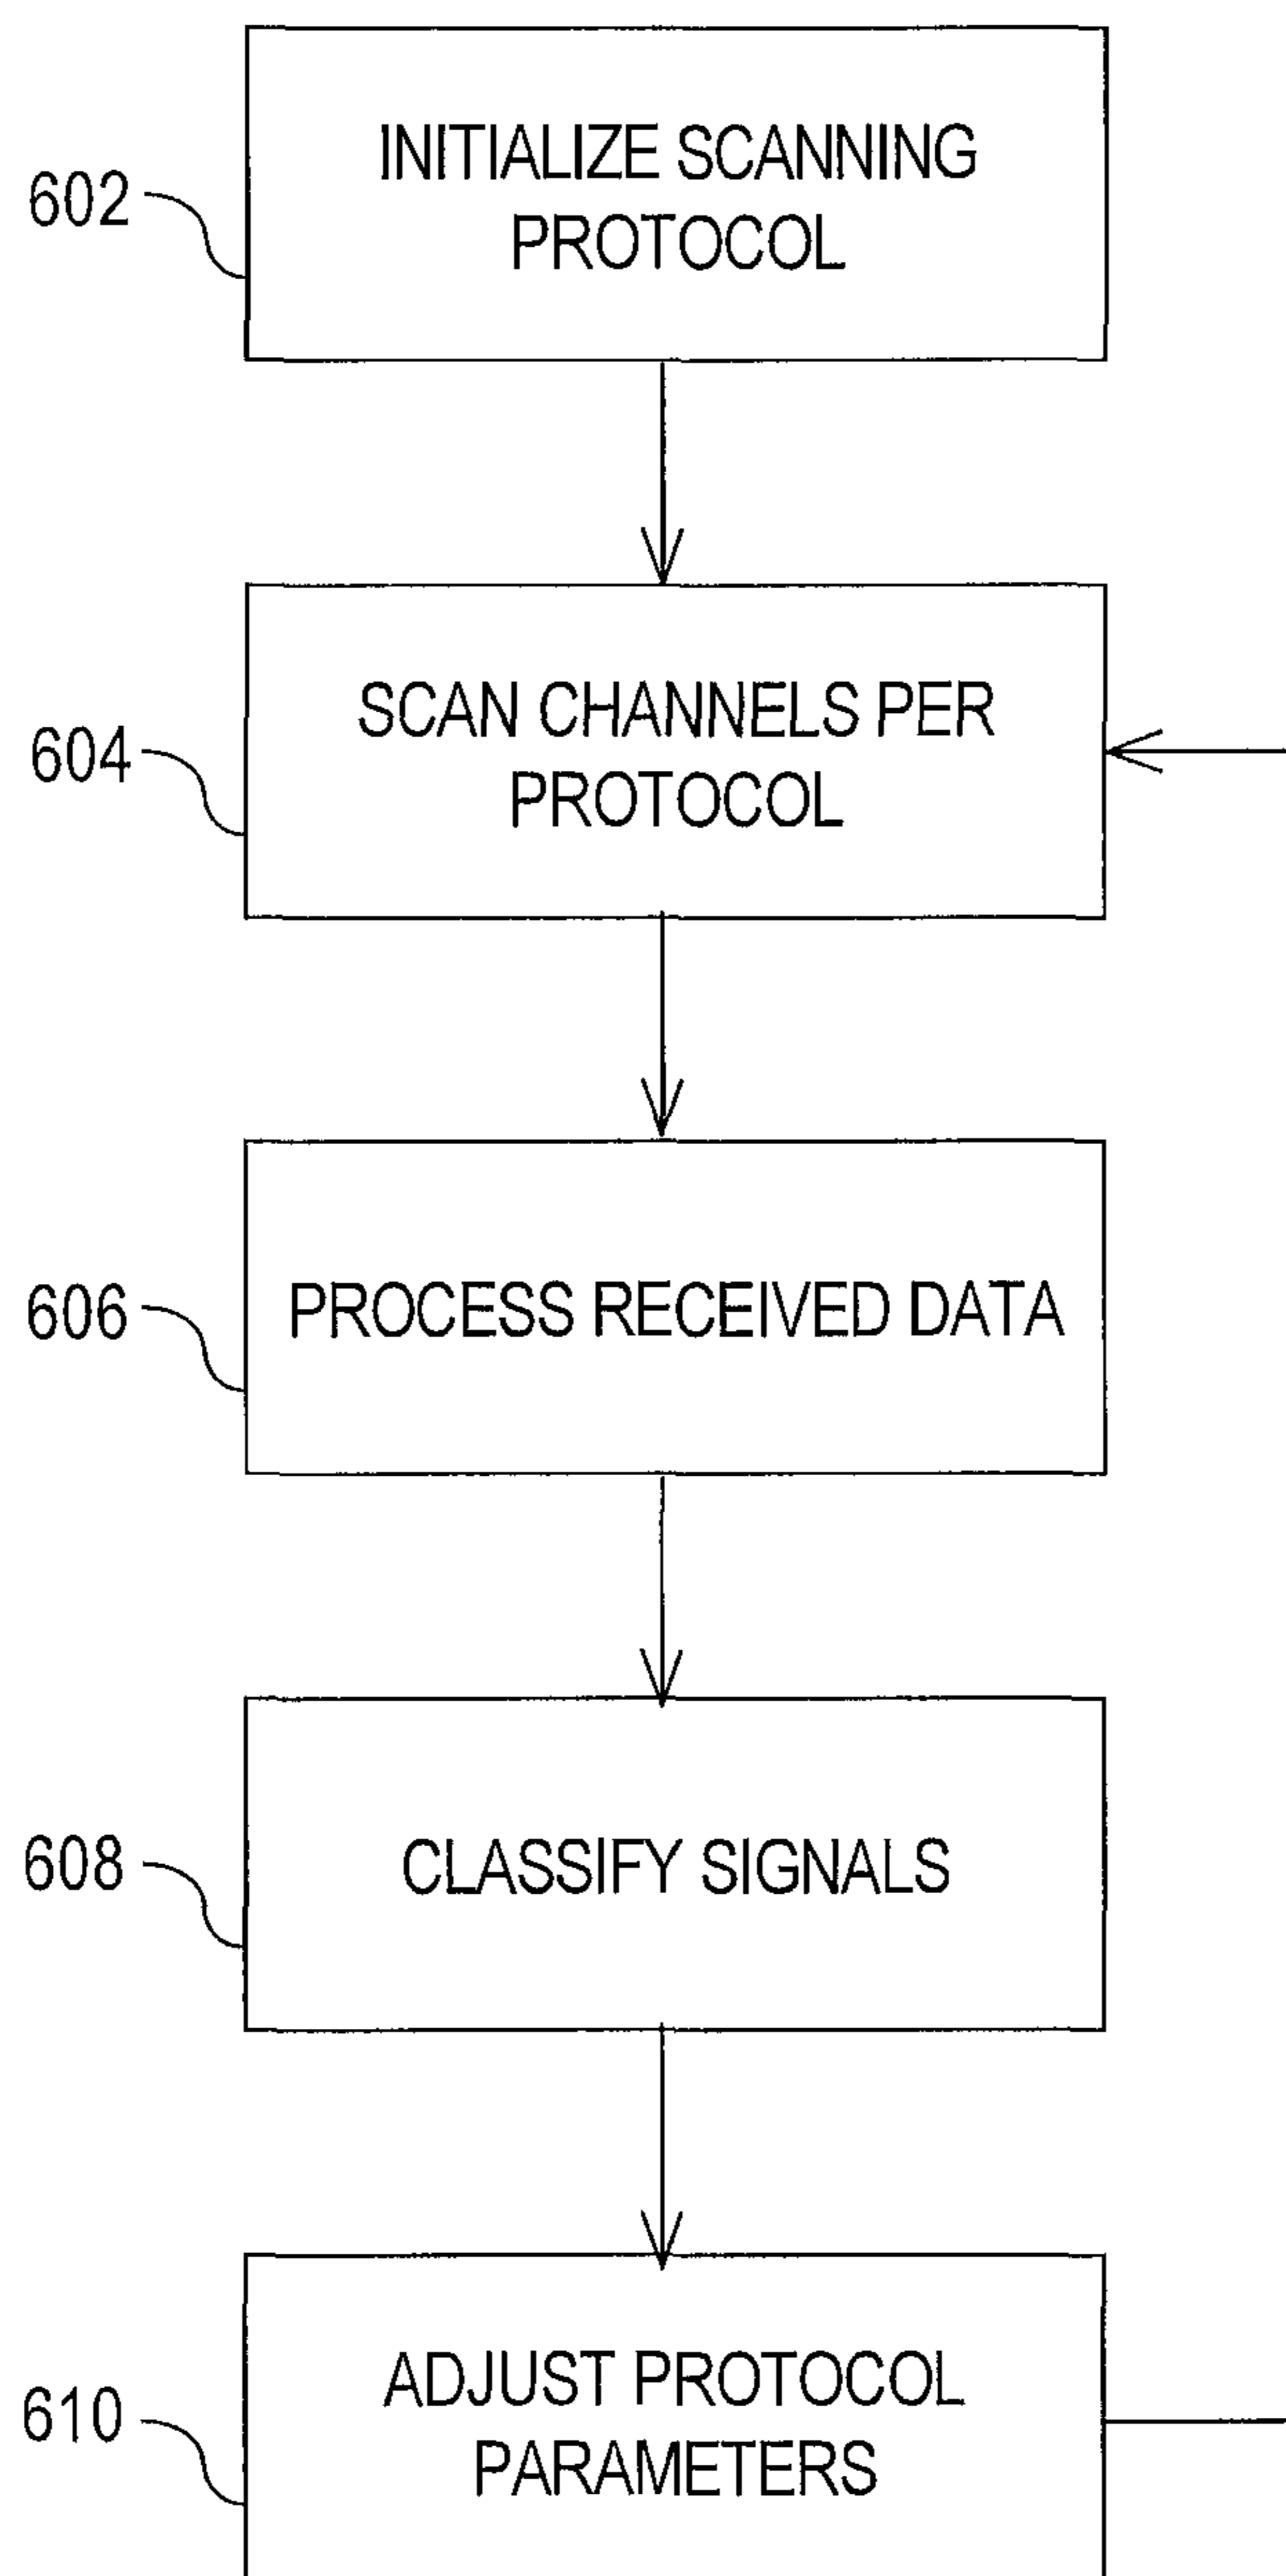 INITIALIZE SCANNING
PROTOCOL
602
SCAN CHANNELS PER
PROTOCOL
604
PROCESS RECEIVED DATA
606
CLASSIFY SIGNALS
608
ADJUST PROTOCOL
PARAMETERS
610